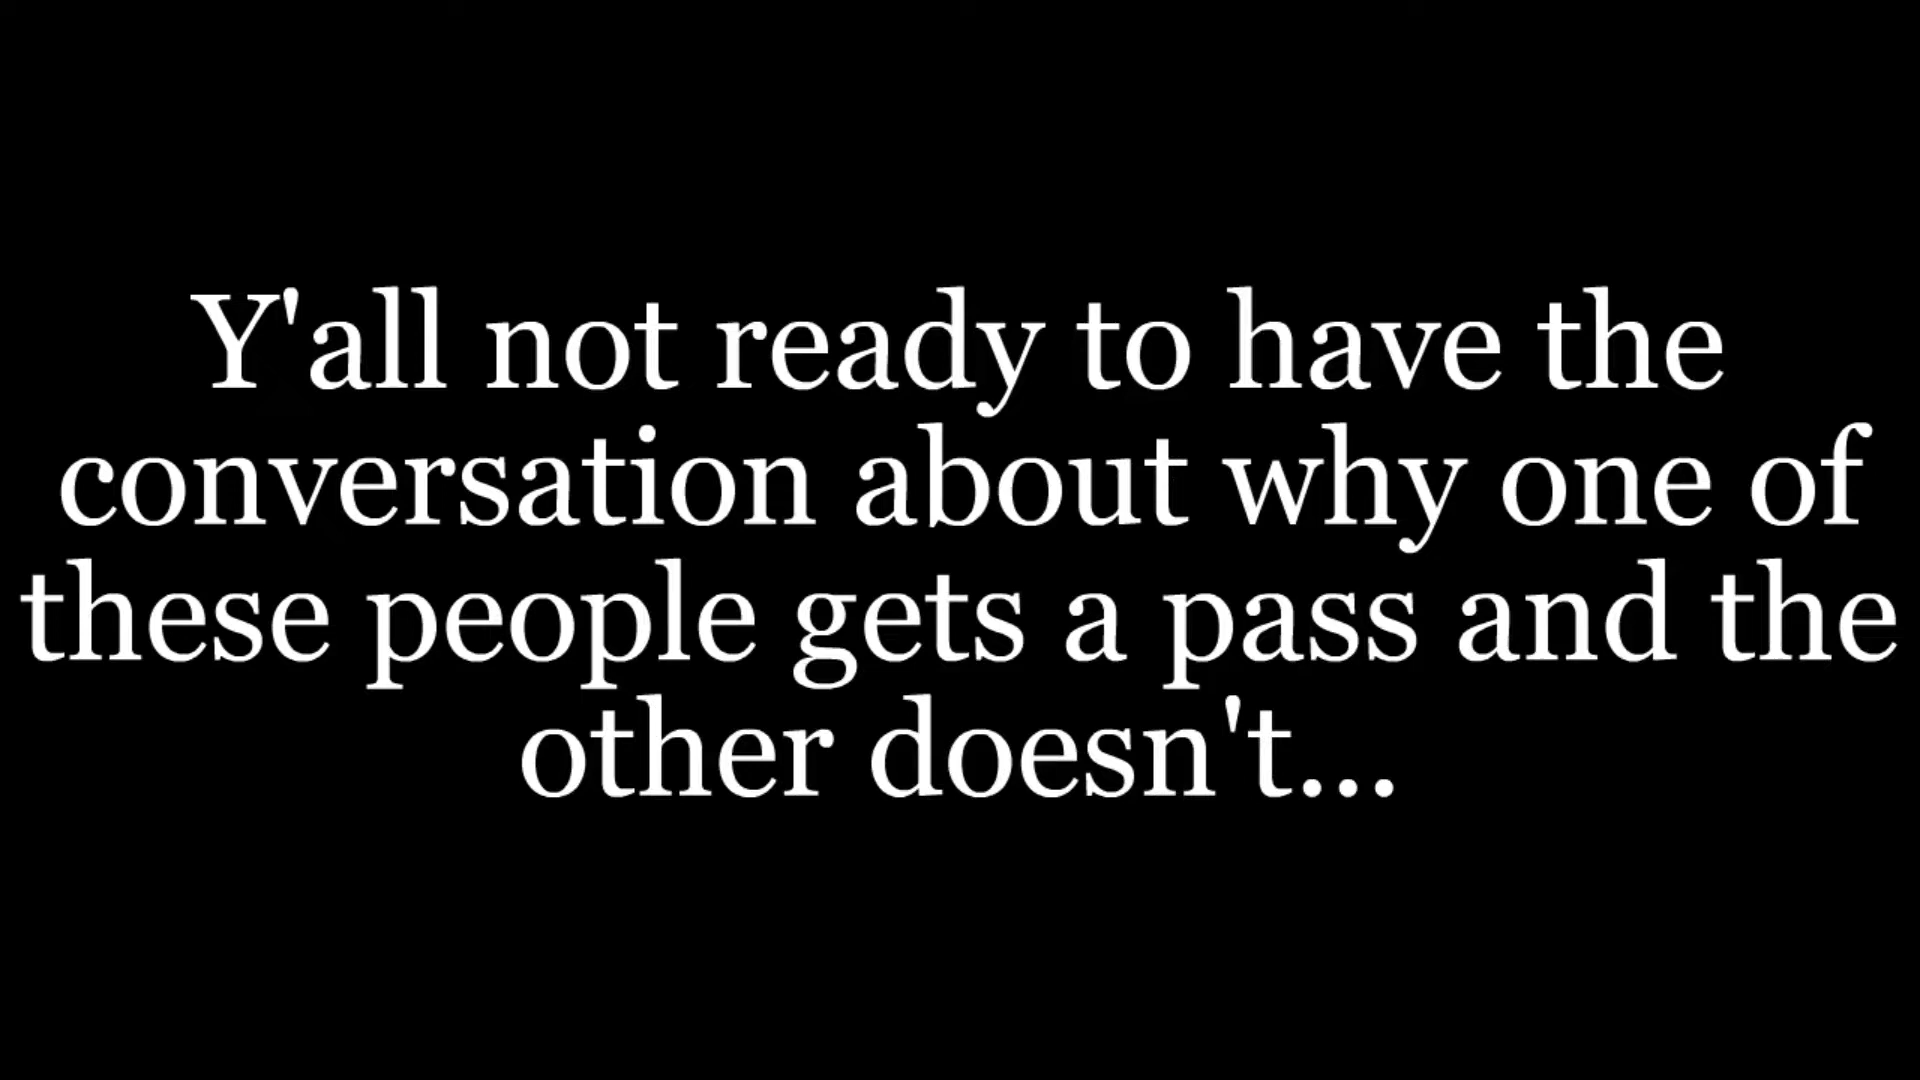 Y'all not ready to have the
conversation about why one of
these people gets a pass and the
other doesn't...